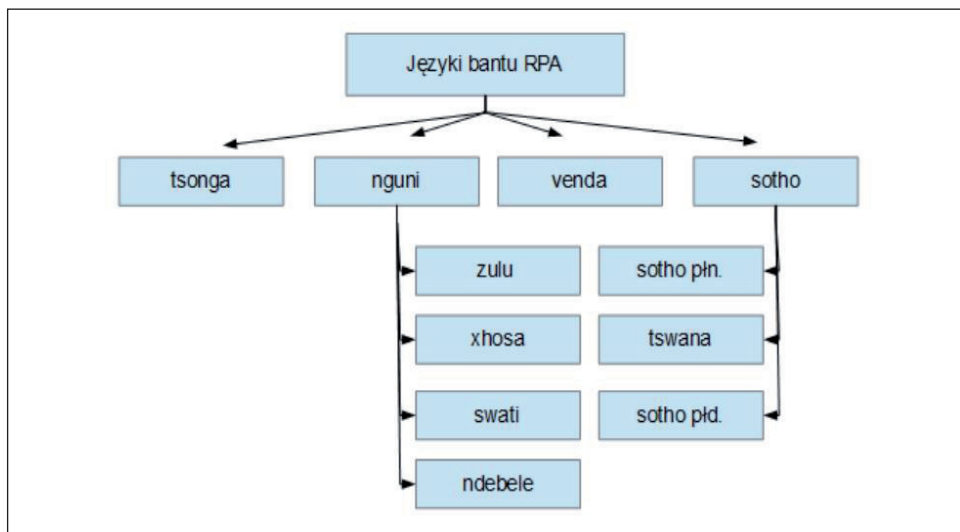 Języki bantu RPA
tsonga
nguni
venda
sotho
zulu
sotho płn.
xhosa
tswana
swati
sotho płd.
ndebele